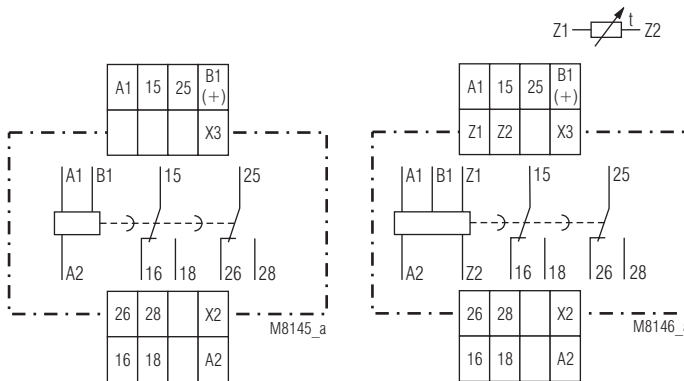 Z1 t Z2
A1 15 25 B1 (+)
X3
A1 B1 15 25
A2 16 18 26 28
26 28 X2
M8145_a
16 18 A2
A1 15 25 B1 (+)
Z1 Z2 X3
A1 B1 Z1 15 25
A2 Z2 16 18 26 28
26 28 X2
16 18 A2